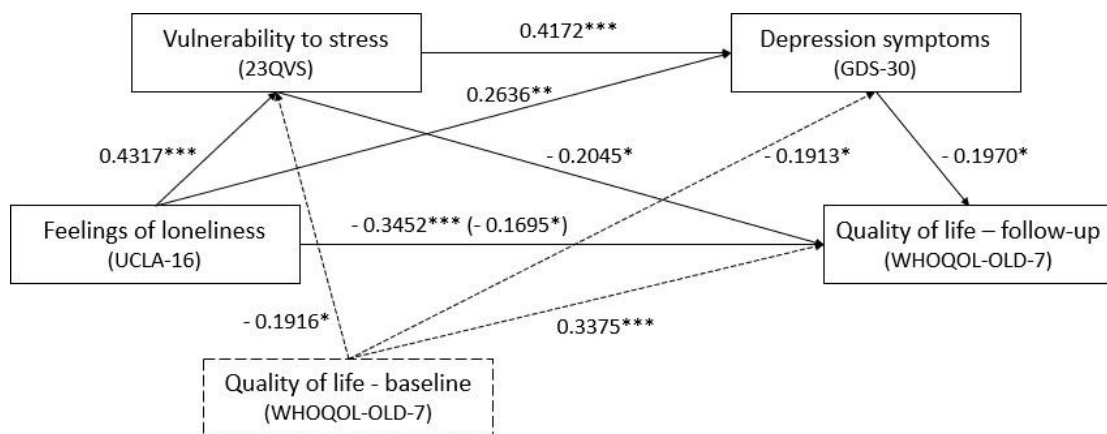 Vulnerability to stress
(23QVS)
0.4172***
Depression symptoms
(GDS-30)
0.2636**
0.4317***
- 0.2045*
- 0.1913*
- 0.1970*
Feelings of loneliness
(UCLA-16)
- 0.3452*** (- 0.1695*)
Quality of life – follow-up
(WHOQOL-OLD-7)
- 0.1916*
0.3375***
Quality of life - baseline
(WHOQOL-OLD-7)